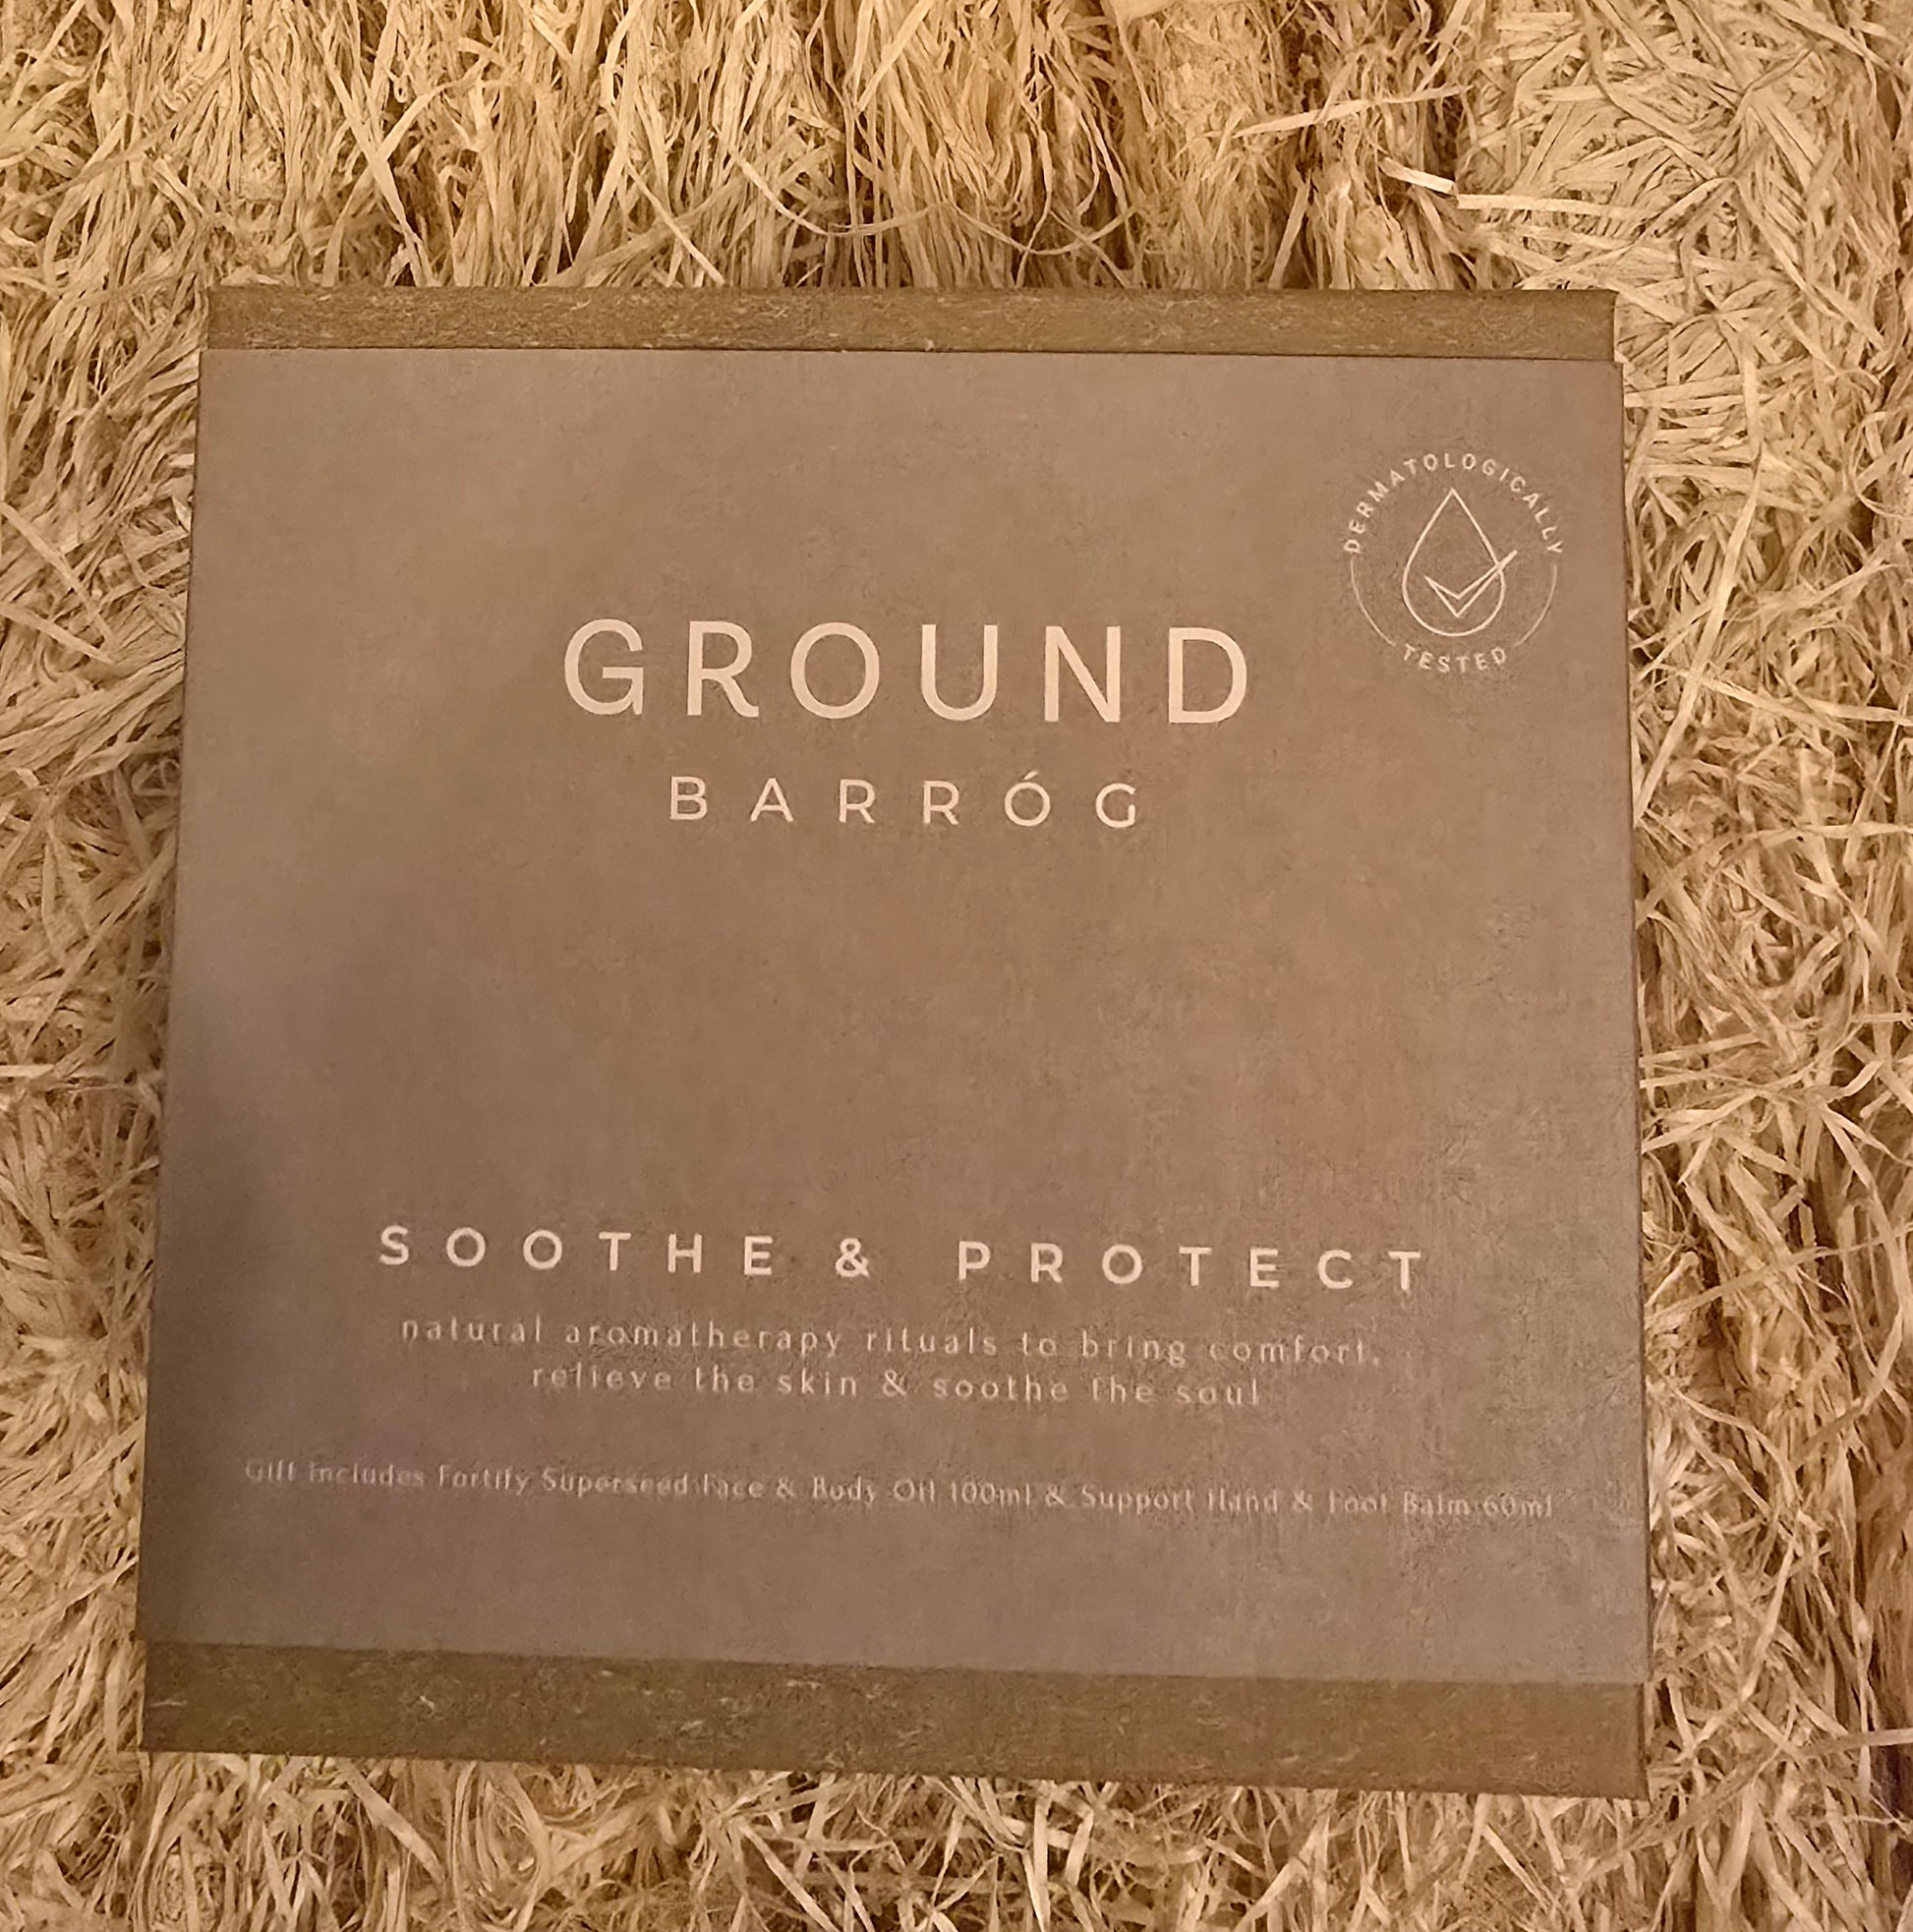 DERMATOLOGICALLY
TESTED
GROUND
BARRÓG
SOOTHE & PROTECT
natural aromatherapy rituals to bring comfort,
relieve the skin & soothe the soul
Gift includes Fortify Superseed Face & Body Oil 100ml & Support Hand & Foot Balm 60ml